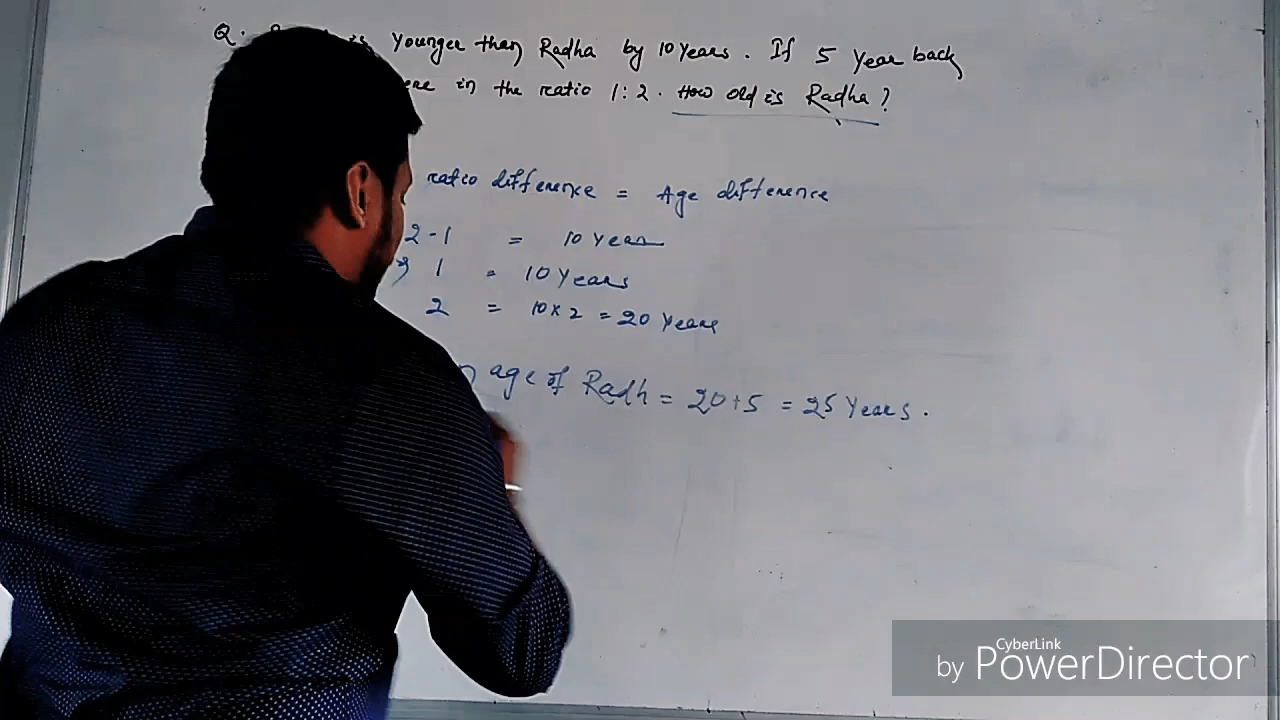 Q. is younger than Radha by 10 Years. If 5 Year back
in the ratio 1:2. How old is Radha?
ratio difference = Age difference
2-1 = 10 Year
1 = 10 Years
2 = 10×2 = 20 Years
age of Radh = 20+5 = 25 Years.
CyberLink
by PowerDirector